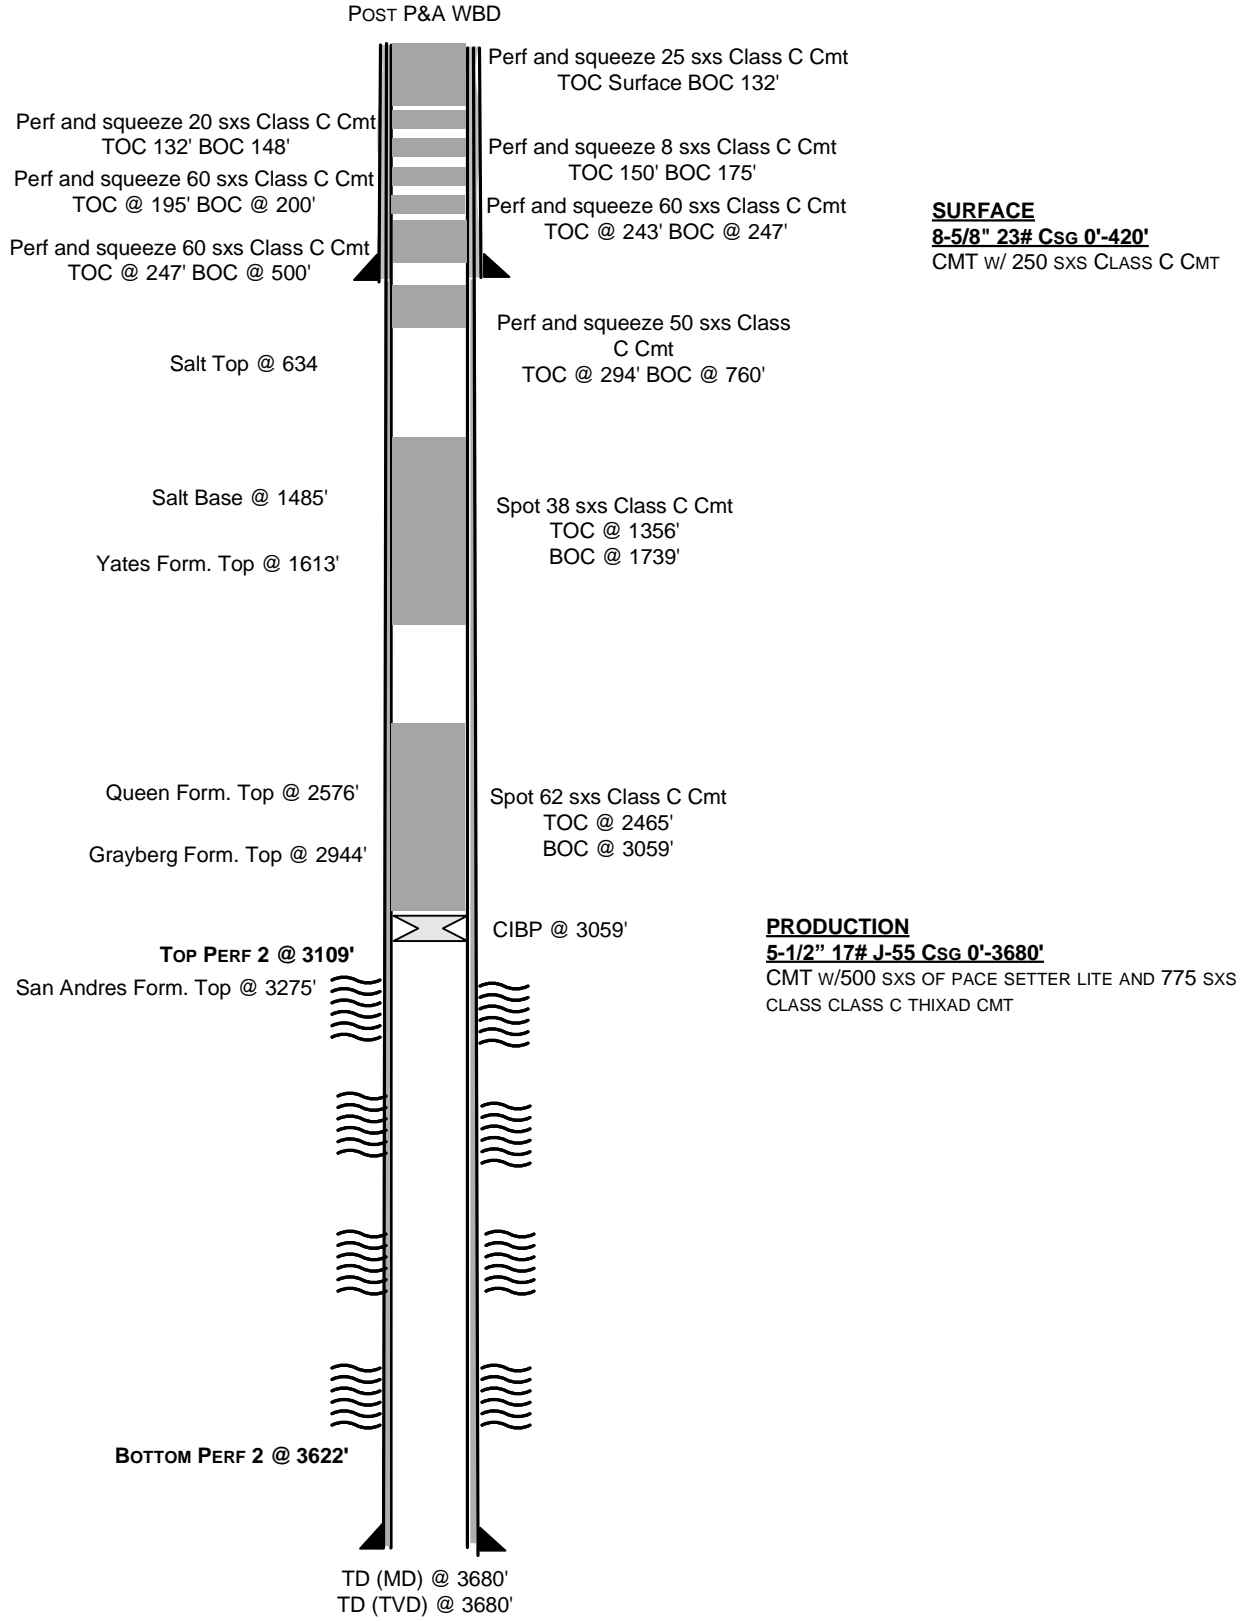 POST P&A WBD
Perf and squeeze 25 sxs Class C Cmt
TOC Surface BOC 132'
Perf and squeeze 20 sxs Class C Cmt
TOC 132' BOC 148'
Perf and squeeze 8 sxs Class C Cmt
TOC 150' BOC 175'
Perf and squeeze 60 sxs Class C Cmt
TOC @ 195' BOC @ 200'
Perf and squeeze 60 sxs Class C Cmt
TOC @ 243' BOC @ 247'
Perf and squeeze 60 sxs Class C Cmt
TOC @ 247' BOC @ 500'
SURFACE
8-5/8" 23# CSG 0'-420'
CMT W/ 250 SXS CLASS C CMT
Perf and squeeze 50 sxs Class
C Cmt
TOC @ 294' BOC @ 760'
Salt Top @ 634
Salt Base @ 1485'
Spot 38 sxs Class C Cmt
TOC @ 1356'
BOC @ 1739'
Yates Form. Top @ 1613'
Queen Form. Top @ 2576'
Spot 62 sxs Class C Cmt
TOC @ 2465'
BOC @ 3059'
Grayberg Form. Top @ 2944'
CIBP @ 3059'
PRODUCTION
5-1/2” 17# J-55 CSG 0'-3680'
CMT W/500 SXS OF PACE SETTER LITE AND 775 SXS
CLASS CLASS C THIXAD CMT
TOP PERF 2 @ 3109'
San Andres Form. Top @ 3275'
BOTTOM PERF 2 @ 3622'
TD (MD) @ 3680'
TD (TVD) @ 3680'